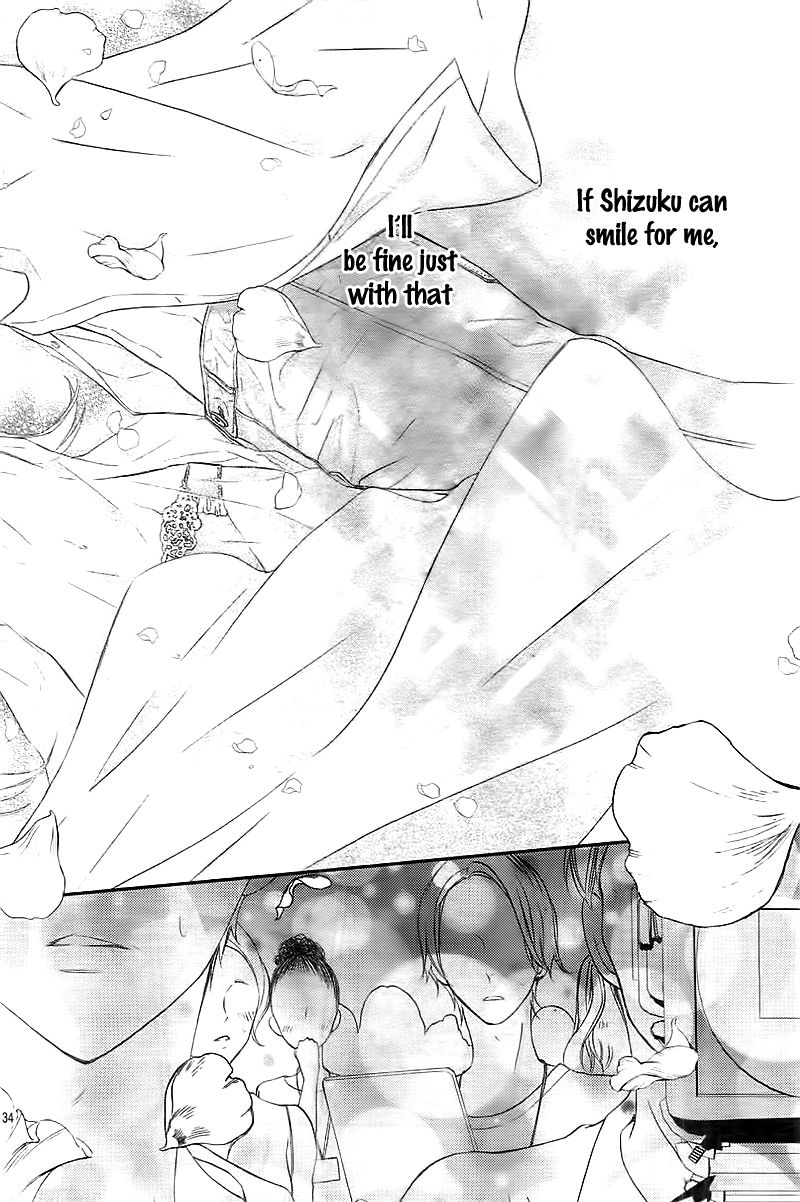 If Shizuku can
smile for me,
I'll
be fine just
with that
34